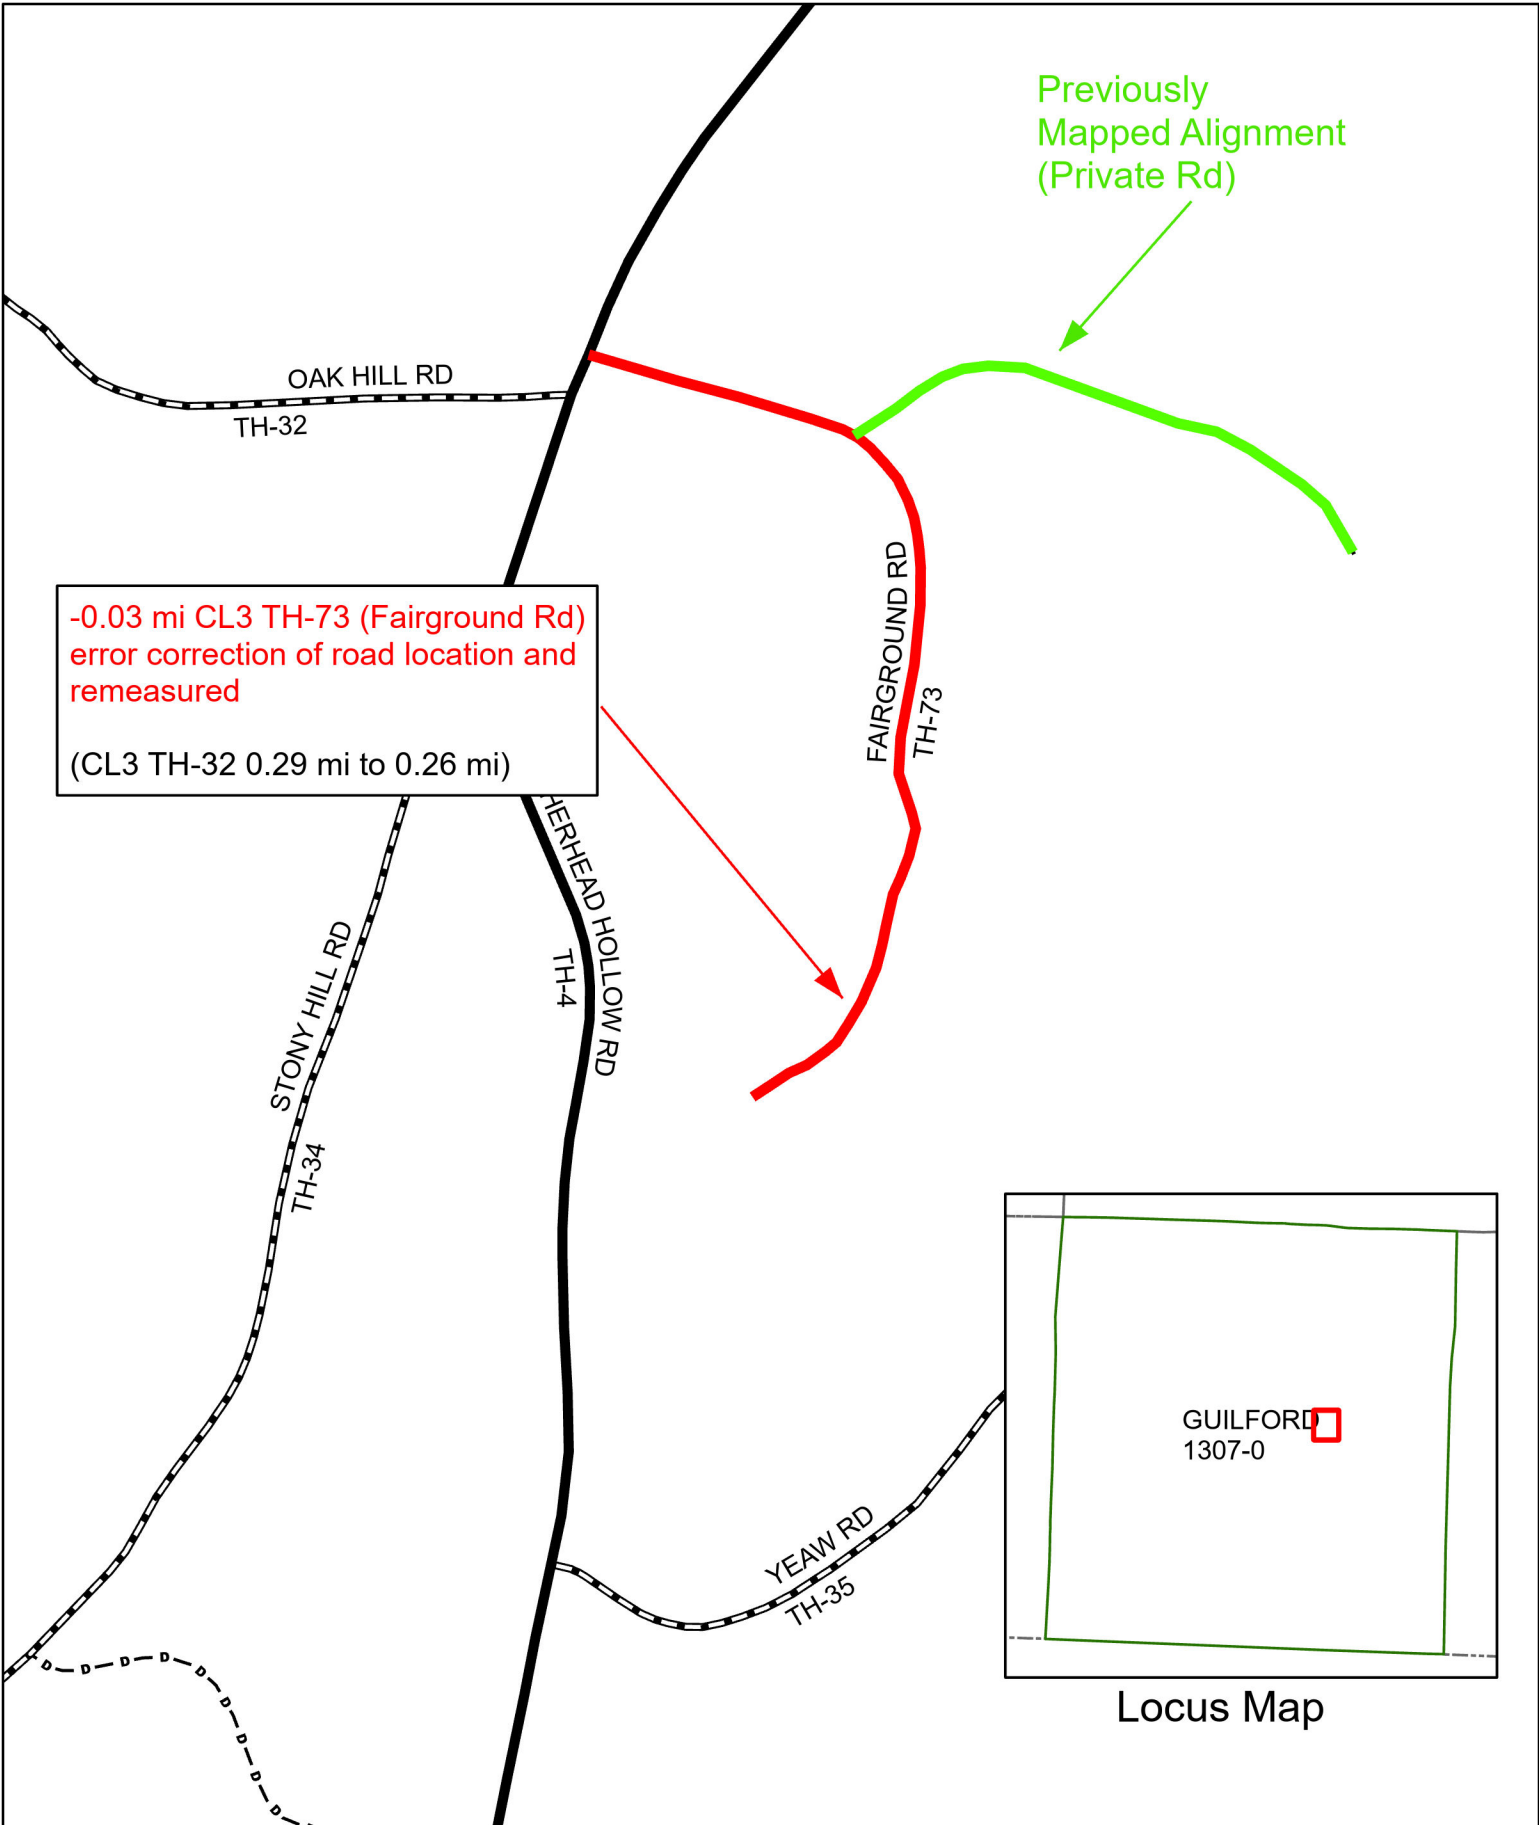 Previously
Mapped Alignment
(Private Rd)
OAK HILL RD
TH-32
-0.03 mi CL3 TH-73 (Fairground Rd)
error correction of road location and
remeasured
(CL3 TH-32 0.29 mi to 0.26 mi)
FAIRGROUND RD
TH-73
HERHEAD HOLLOW RD
TH-4
STONY HILL RD
TH-34
YEAW RD
TH-35
GUILFORD
1307-0
Locus Map
D D D D D D D D D